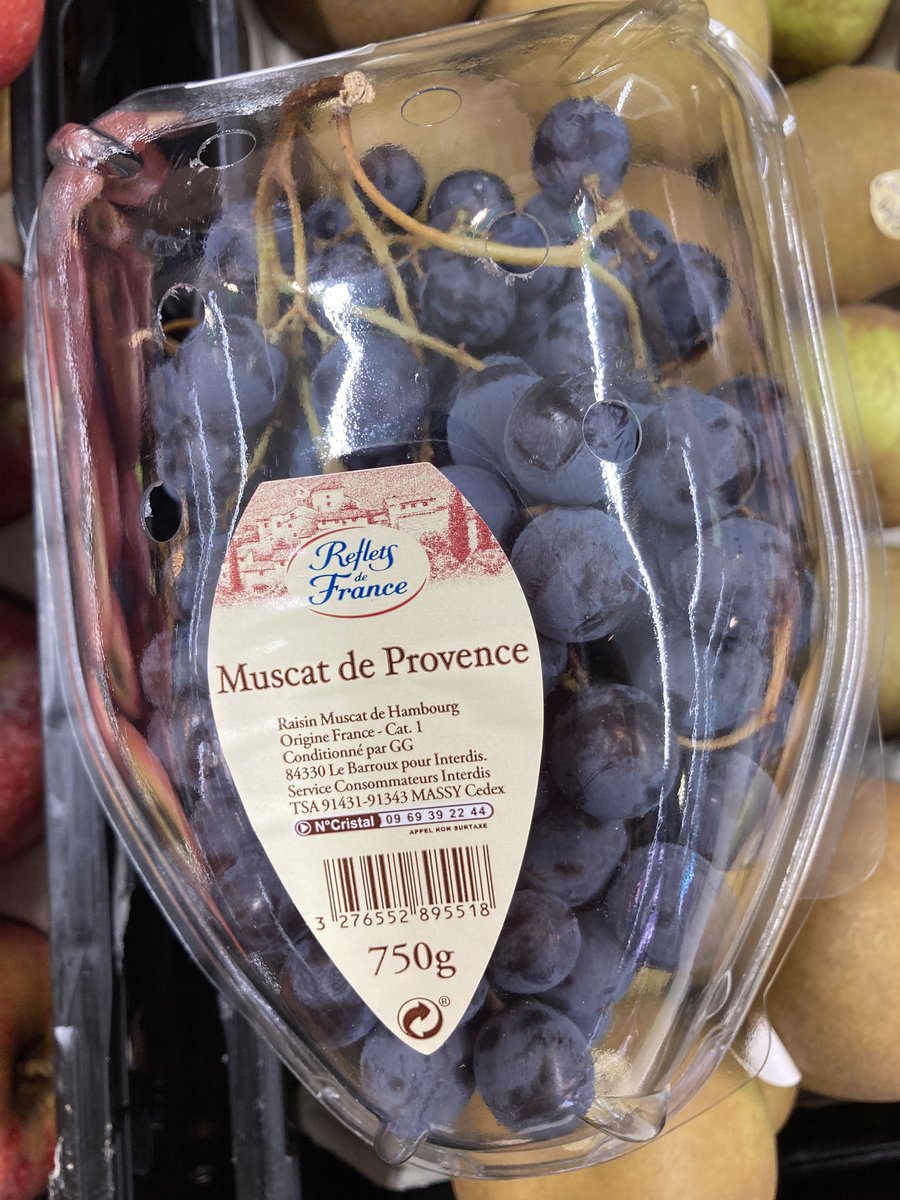 Reflets
de
France
Muscat de Provence
Raisin Muscat de Hambourg
Origine France - Cat. 1
Conditionné par GG
84330 Le Barroux pour Interdis.
Service Consommateurs Interdis
TSA 91431-91343 MASSY Cedex
N°Cristal 09 69 39 22 44
APPEL NON SURTAXE
3 276552 895518
750g
®